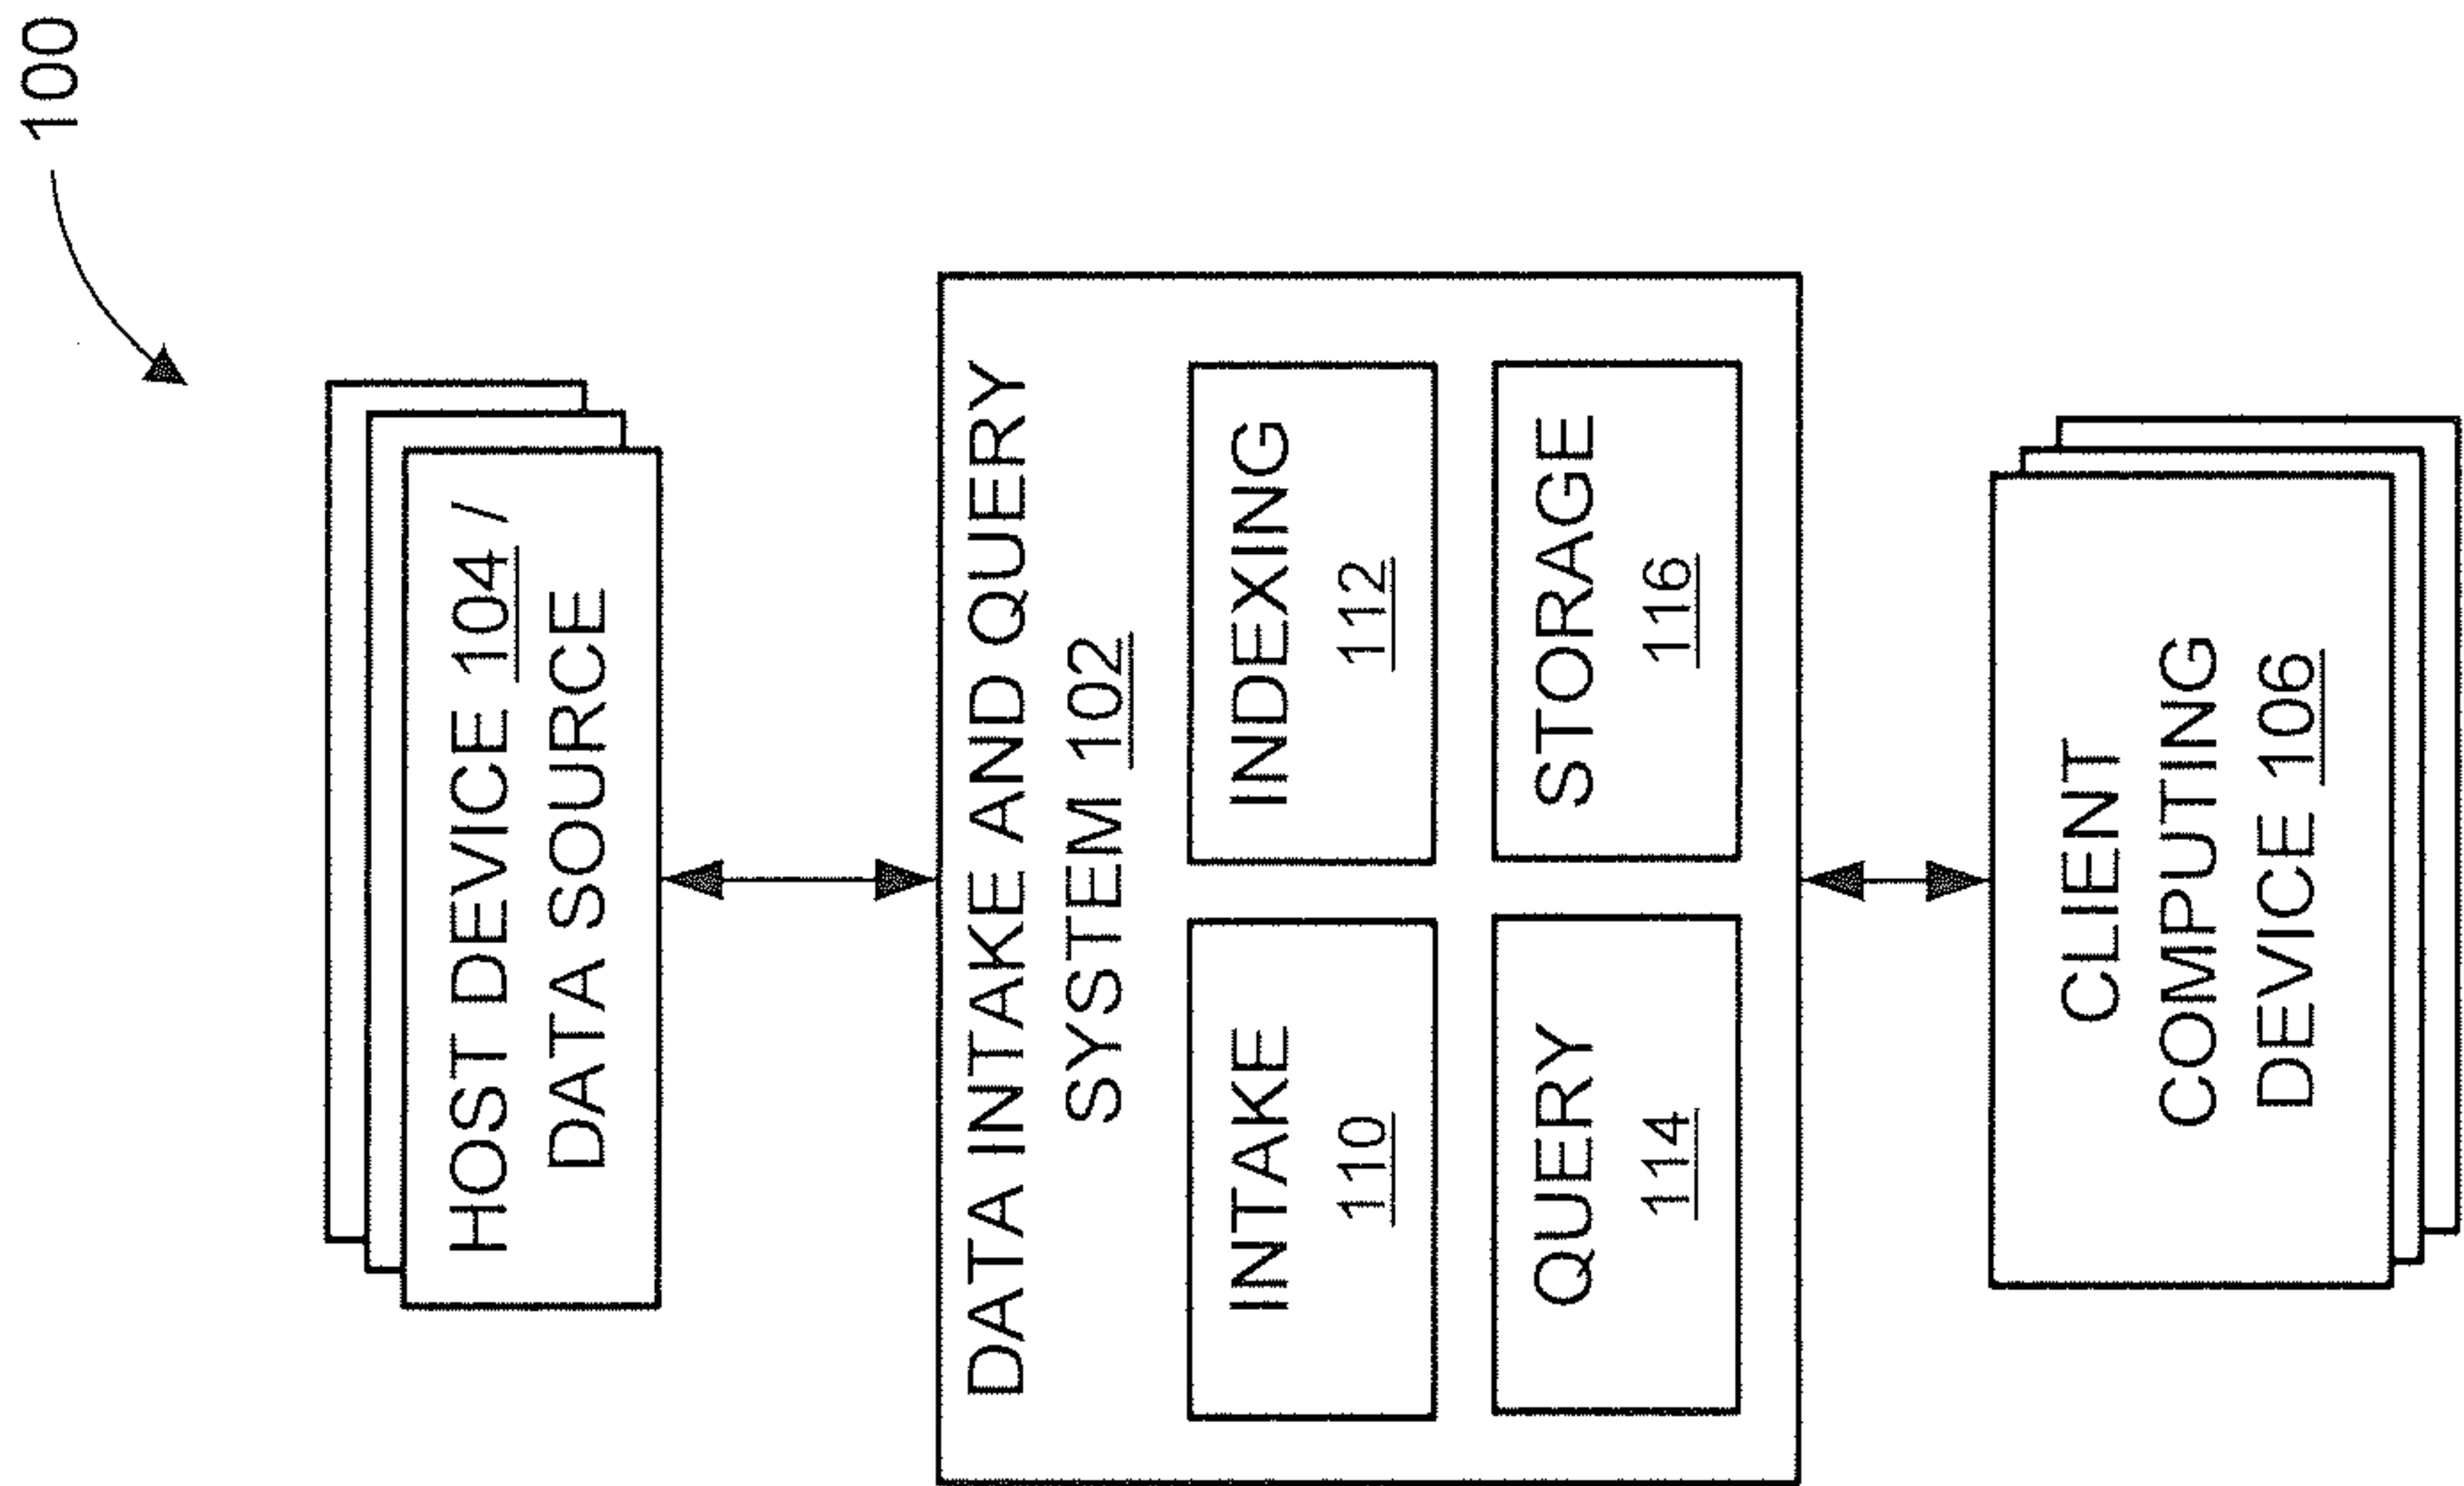 100
HOST DEVICE 104 /
DATA SOURCE
DATA INTAKE AND QUERY
SYSTEM 102
INTAKE
110
INDEXING
112
QUERY
114
STORAGE
116
CLIENT
COMPUTING
DEVICE 106